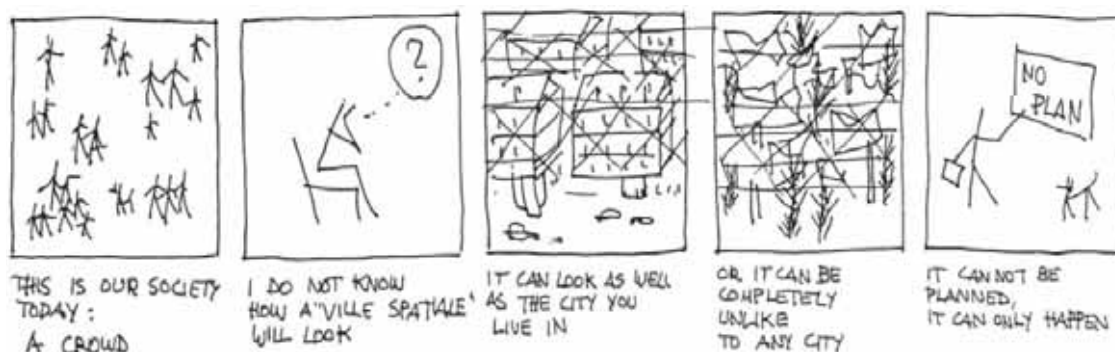 THIS IS OUR SOCIETY
TODAY:
A CROWD
?
I DO NOT KNOW
HOW A "VILLE SPATIALE"
WILL LOOK
IT CAN LOOK AS WELL
AS THE CITY YOU
LIVE IN
OR IT CAN BE
COMPLETELY
UNLIKE
TO ANY CITY
NO
PLAN
IT CANNOT BE
PLANNED,
IT CAN ONLY HAPPEN